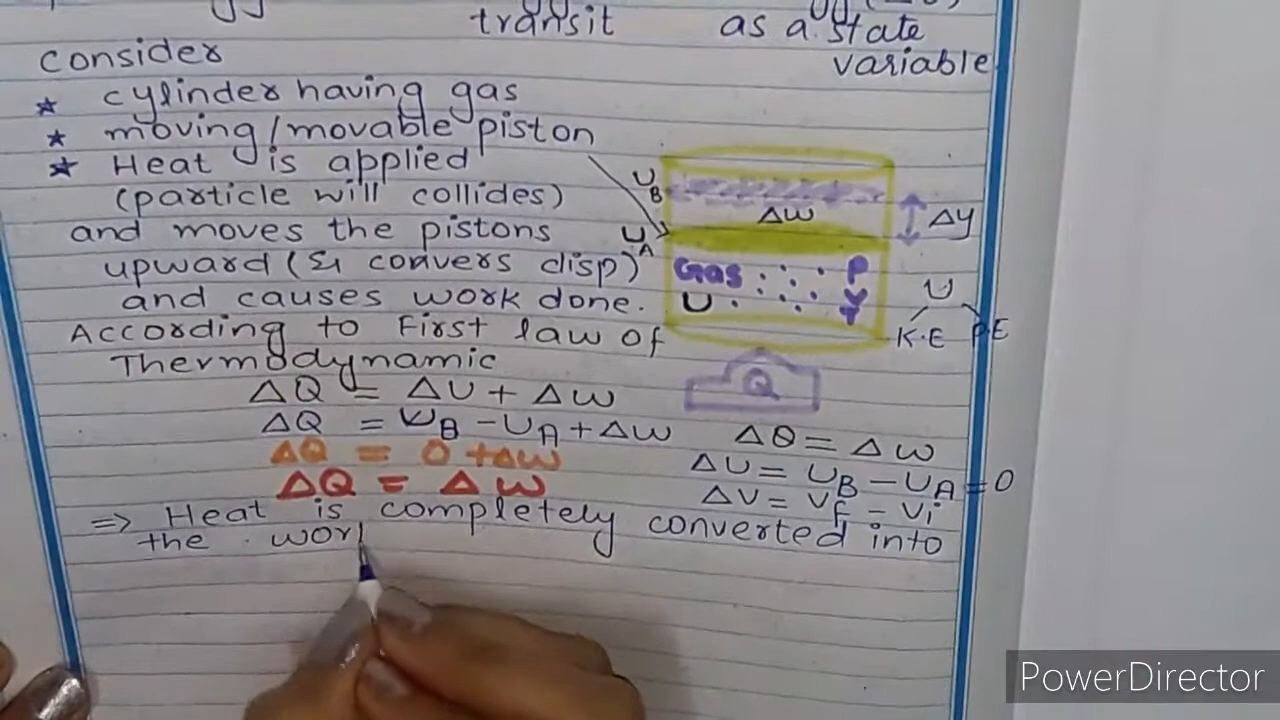 transit as a state
consider variable
★ cylinder having gas
★ moving/movable piston
★ Heat is applied
(particle will collides)
and moves the pistons
upward (& convers disp)
and causes work done.
According to First law of
Thermodynamic
ΔQ = ΔU + Δw
ΔQ = UB - UA + Δw
ΔQ = 0 + Δw
ΔQ = Δw
⇒ Heat is completely converted into
the wor
UB
Δw
Δy
UA
Gas P
U V
T
U
K.E P.E
Q
ΔQ = Δw
ΔU = UB - UA = 0
ΔV = Vf - Vi
PowerDirector